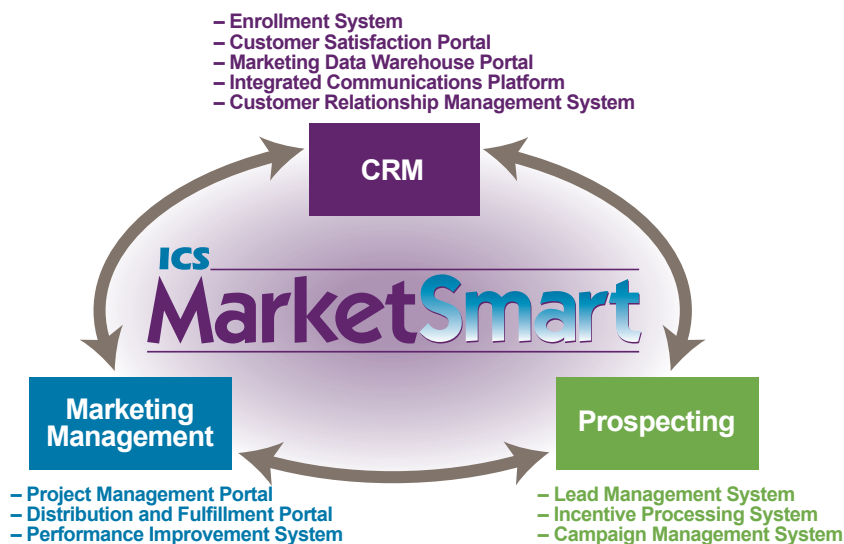 – Enrollment System
– Customer Satisfaction Portal
– Marketing Data Warehouse Portal
– Integrated Communications Platform
– Customer Relationship Management System
CRM
ICS
MarketSmart
Marketing
Management
Prospecting
– Project Management Portal
– Distribution and Fulfillment Portal
– Performance Improvement System
– Lead Management System
– Incentive Processing System
– Campaign Management System